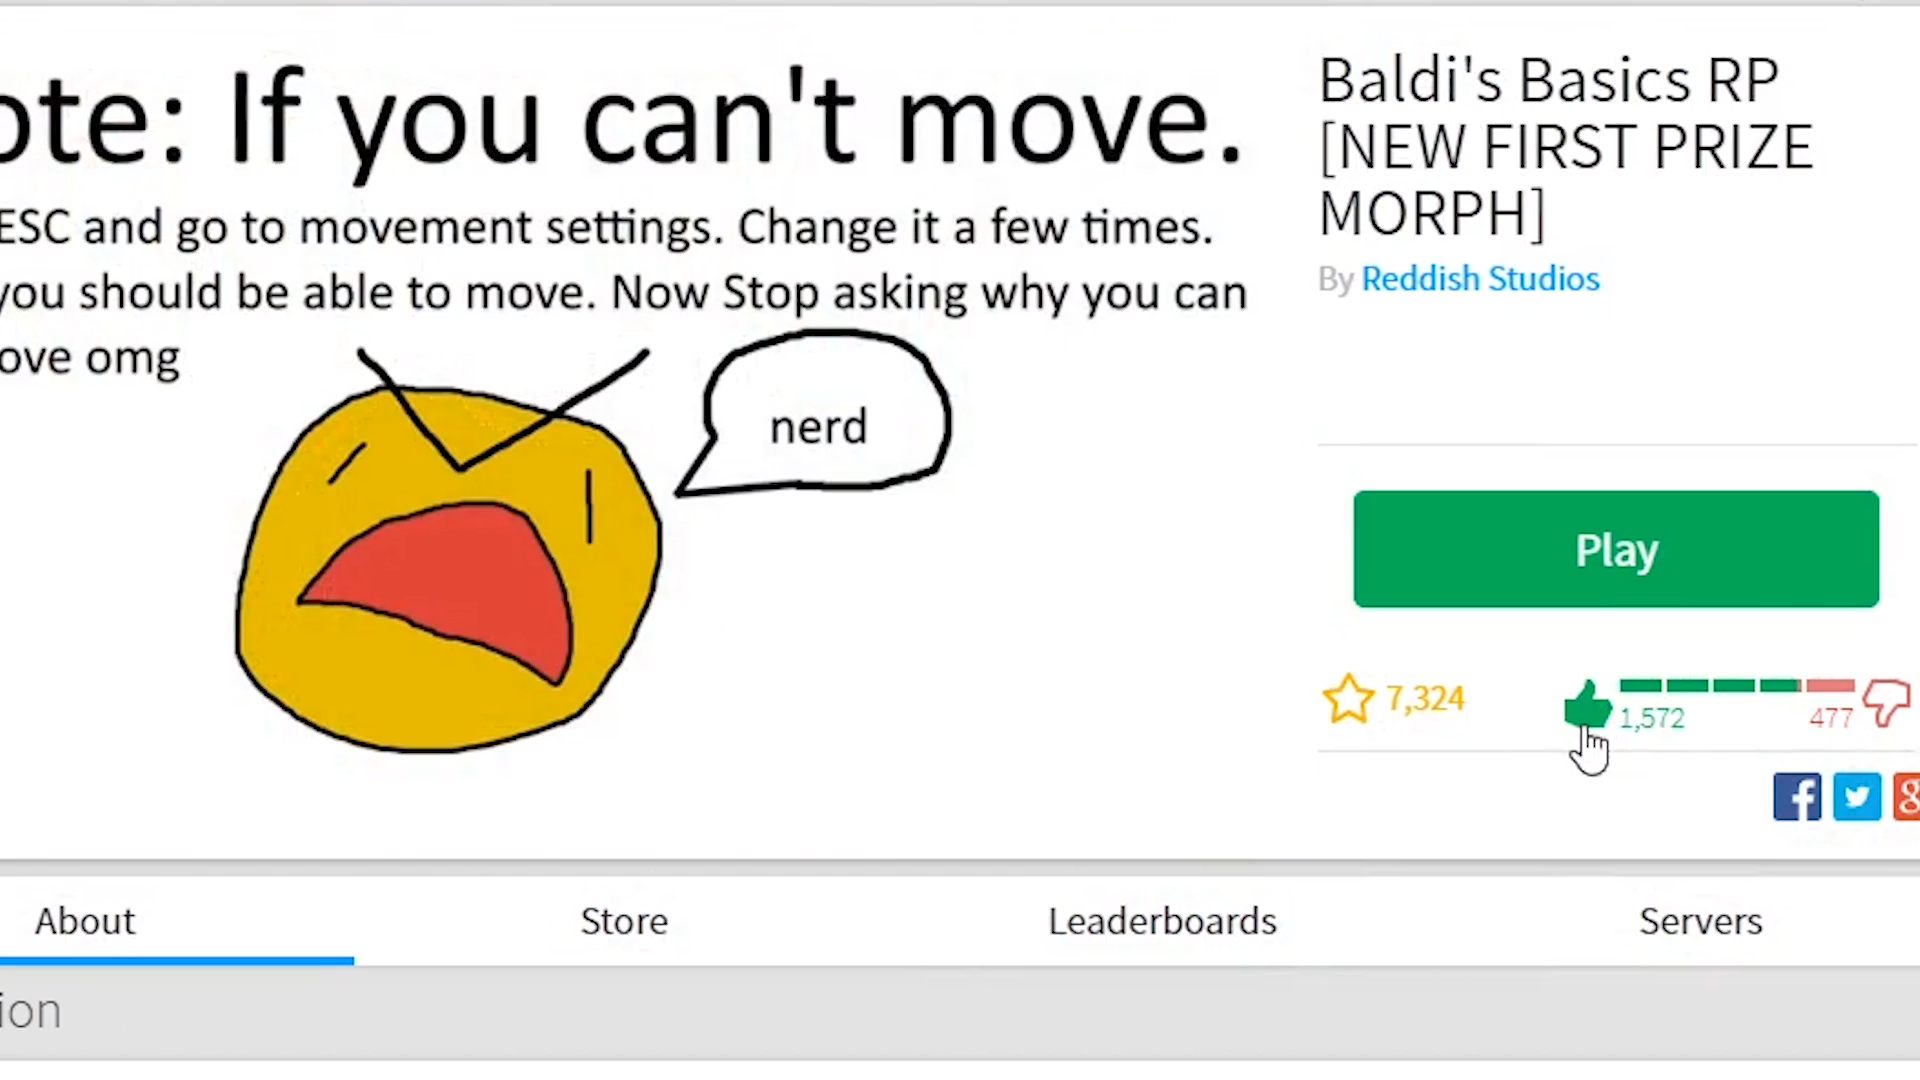 ote: If you can't move.
ESC and go to movement settings. Change it a few times.
you should be able to move. Now Stop asking why you can
ove omg
nerd
Baldi's Basics RP
[NEW FIRST PRIZE
MORPH]
By Reddish Studios
Play
7,324
1,572
477
About
Store
Leaderboards
Servers
ion